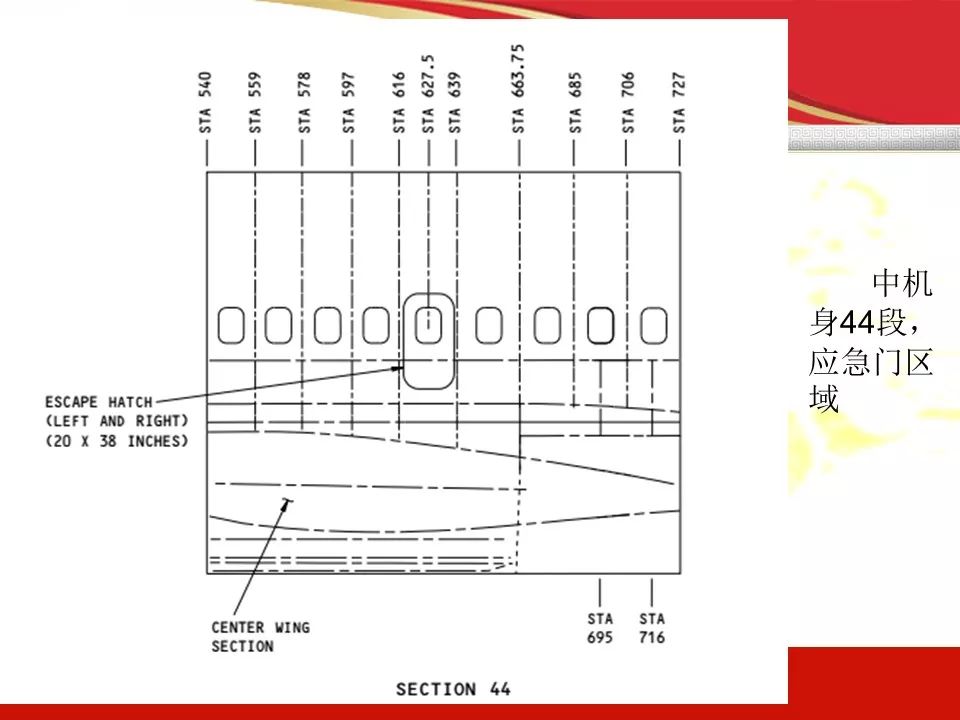 STA 540
STA 559
STA 578
STA 597
STA 616
STA 627.5
STA 639
STA 663.75
STA 685
STA 706
STA 727
中机
身44段，
应急门区
域
ESCAPE HATCH
(LEFT AND RIGHT)
(20 X 38 INCHES)
CENTER WING
SECTION
STA
695
STA
716
SECTION 44